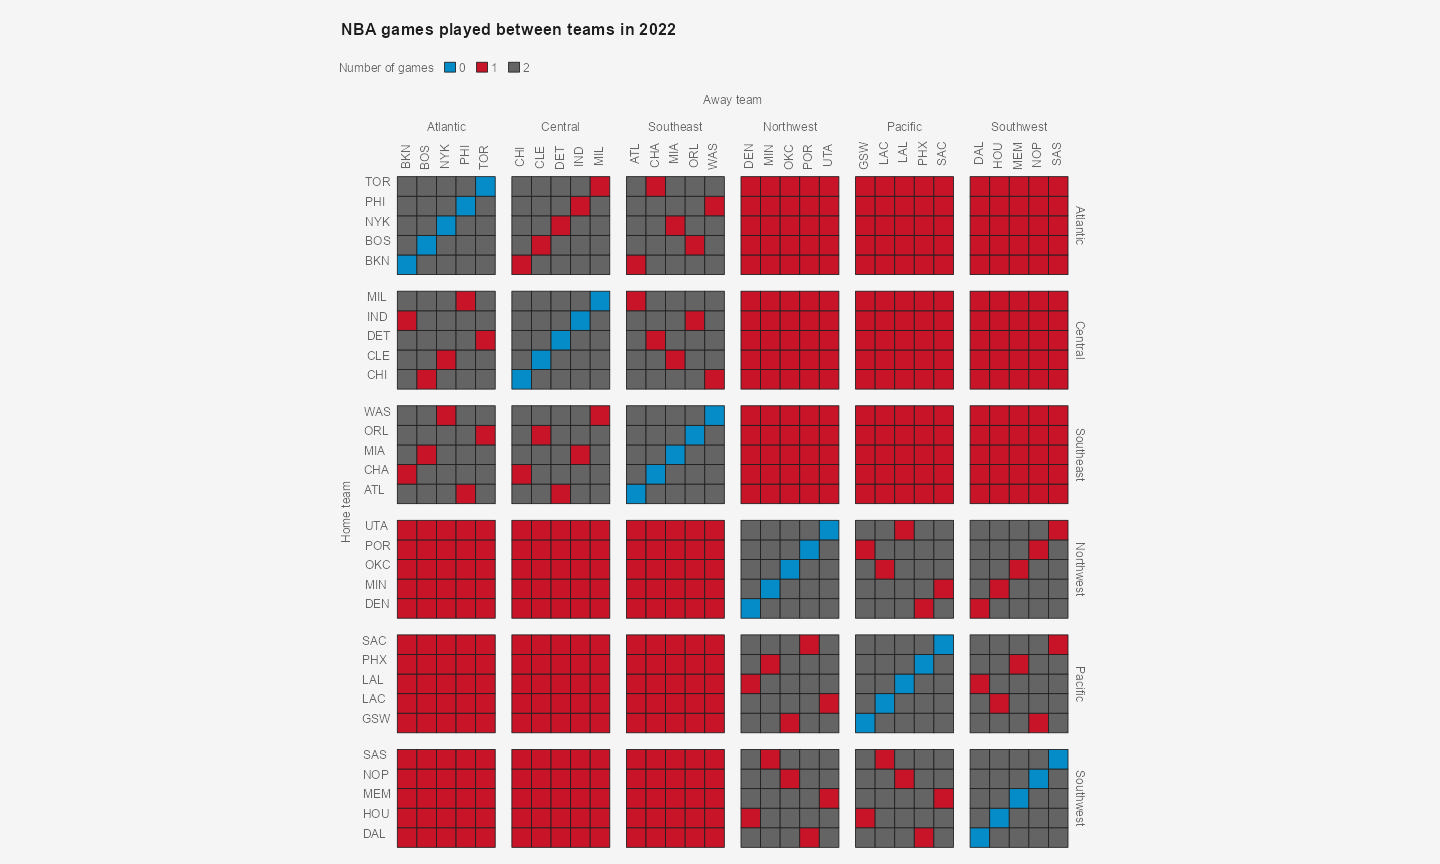 NBA games played between teams in 2022
Number of games 0 1 2
Away team
Atlantic Central Southeast Northwest Pacific Southwest
BKN BOS NYK PHI TOR CHI CLE DET IND MIL ATL CHA MIA ORL WAS DEN MIN OKC POR UTA GSW LAC LAL PHX SAC DAL HOU MEM NOP SAS
TOR
PHI
NYK
BOS
BKN
Atlantic
MIL
IND
DET
CLE
CHI
Central
WAS
ORL
MIA
CHA
ATL
Southeast
Home team
UTA
POR
OKC
MIN
DEN
Northwest
SAC
PHX
LAL
LAC
GSW
Pacific
SAS
NOP
MEM
HOU
DAL
Southwest